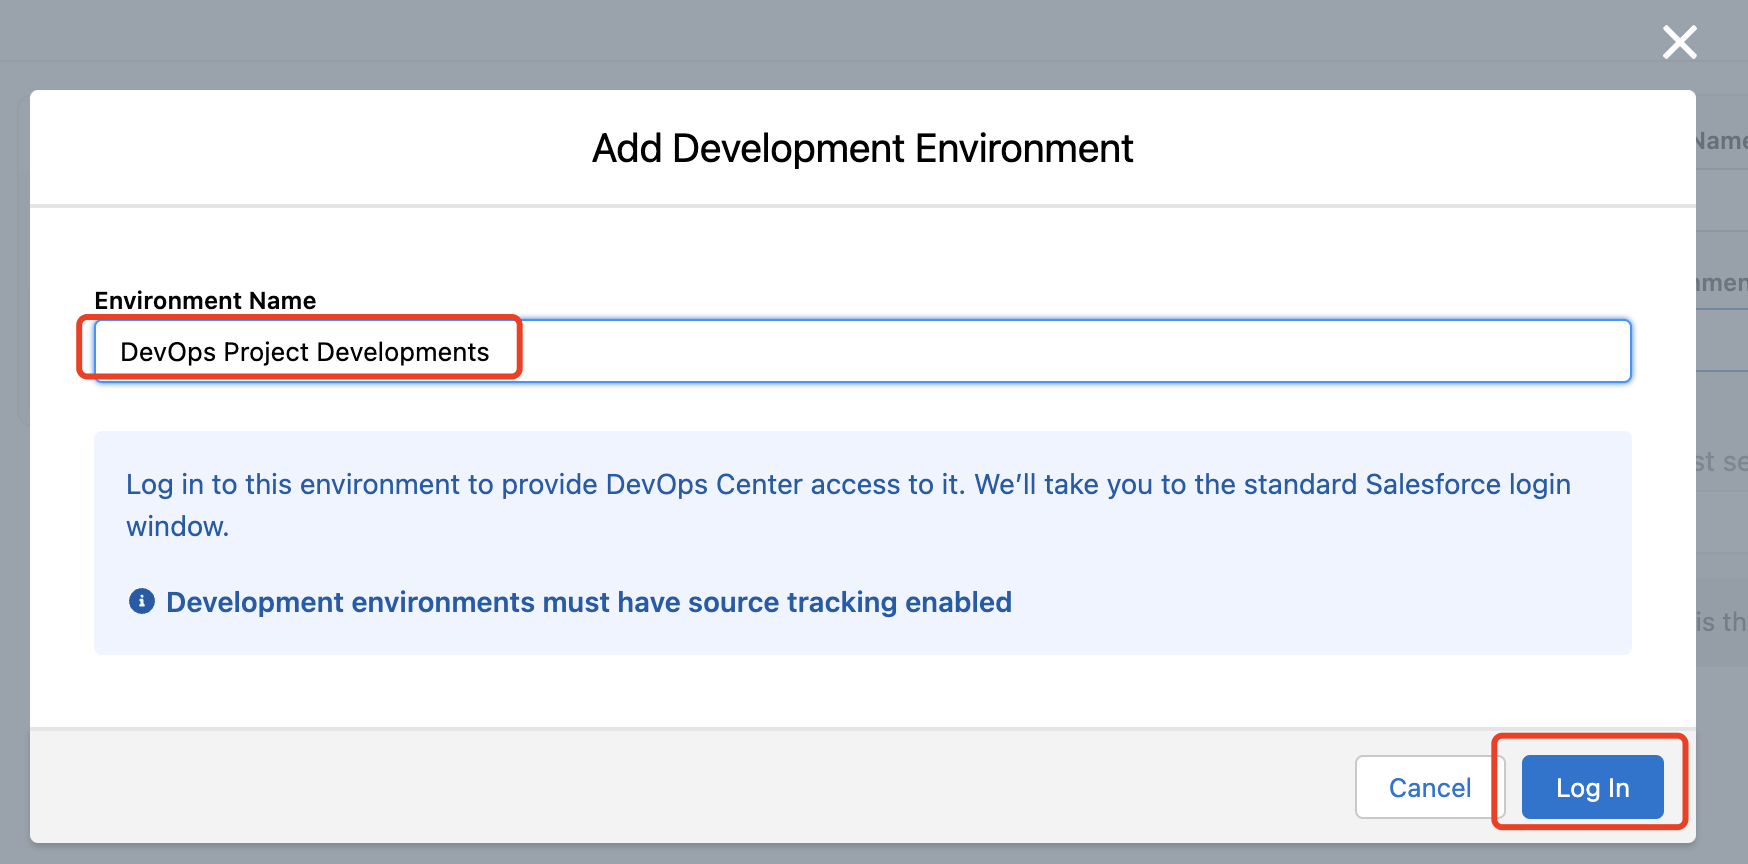 Add Development Environment
Environment Name
DevOps Project Developments
Log in to this environment to provide DevOps Center access to it. We’ll take you to the standard Salesforce login
window.
Development environments must have source tracking enabled
Cancel
Log In